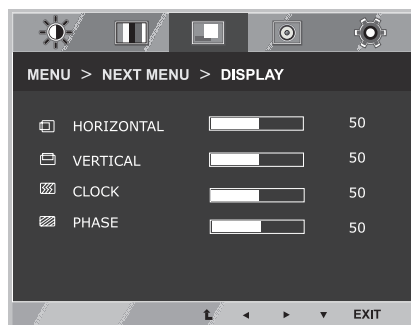 MENU > NEXT MENU > DISPLAY
HORIZONTAL 50
VERTICAL 50
CLOCK 50
PHASE 50
EXIT